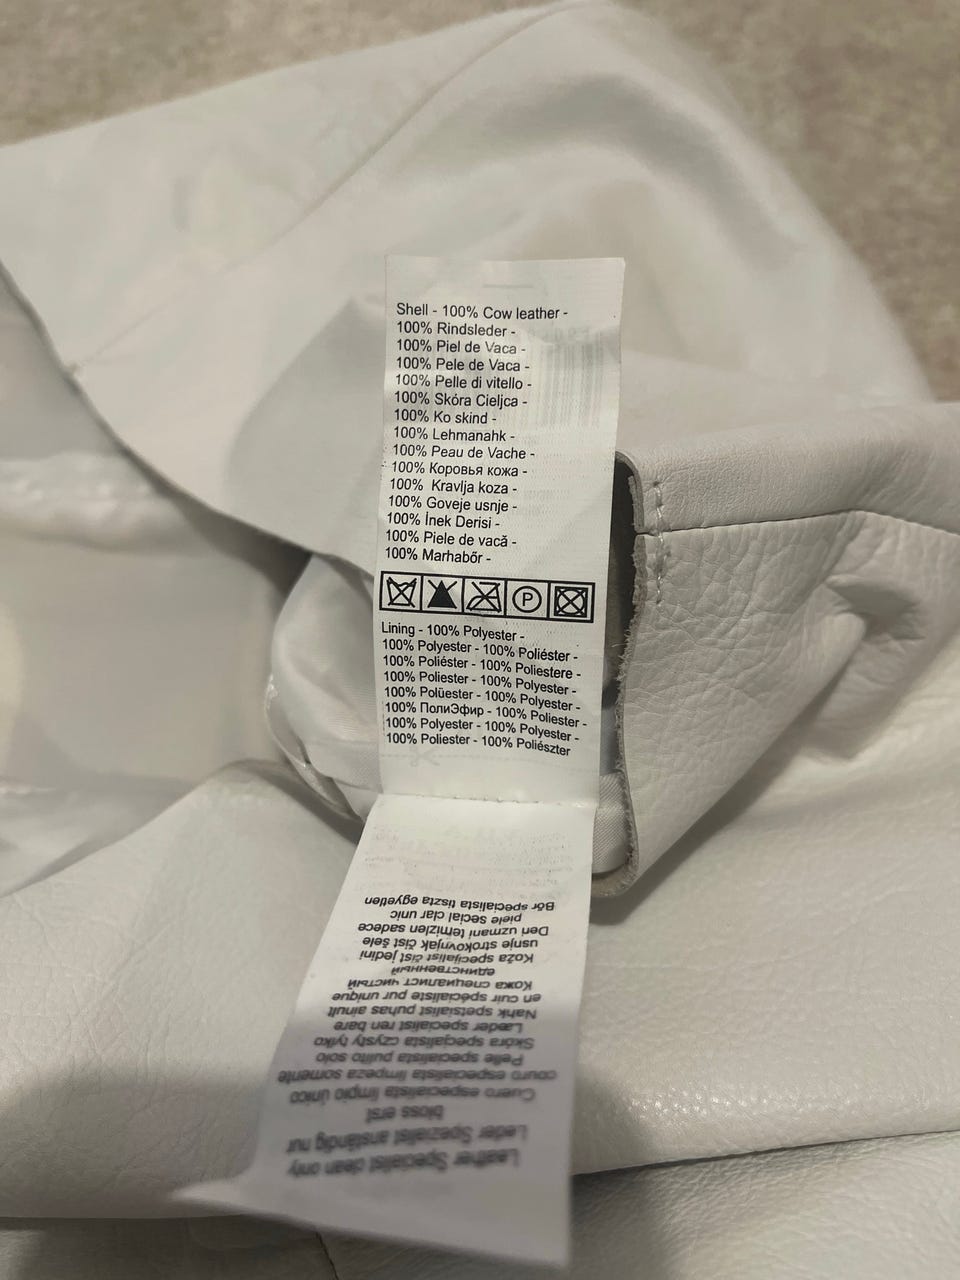 Shell - 100% Cow leather -
100% Rindsleder -
100% Piel de Vaca -
100% Pele de Vaca -
100% Pelle di vitello -
100% Skóra Cieljca -
100% Ko skind -
100% Lehmanahk -
100% Peau de Vache -
100% Коровья кожа -
100% Kravlja koza -
100% Goveje usnje -
100% İnek Derisi -
100% Piele de vacă -
100% Marhabőr -
P
Lining - 100% Polyester -
100% Polyester - 100% Poliéster -
100% Poliéster - 100% Poliestere -
100% Poliester - 100% Polyester -
100% Polüester - 100% Polyester -
100% ПолиЭфир - 100% Poliester -
100% Polyester - 100% Polyester -
100% Poliester - 100% Poliészter
Leather Specialist clean only
Leder Spezialist anständig nur
bloss erst
Cuero especialista limpio único
couro especialista limpeza somente
Pelle specialista pulito solo
Skóra specjalista czysty tylko
Læder specialist ren bare
Nahk spetsialist puhas ainult
en cuir spécialiste pur unique
Кожа специалист чистый
единственный
Koža specijalist čist jedini
usnje strokovnjak čist šele
Deri uzmani temizlen sadece
piele secial clar unic
Bőr specialista tiszta egyetlen